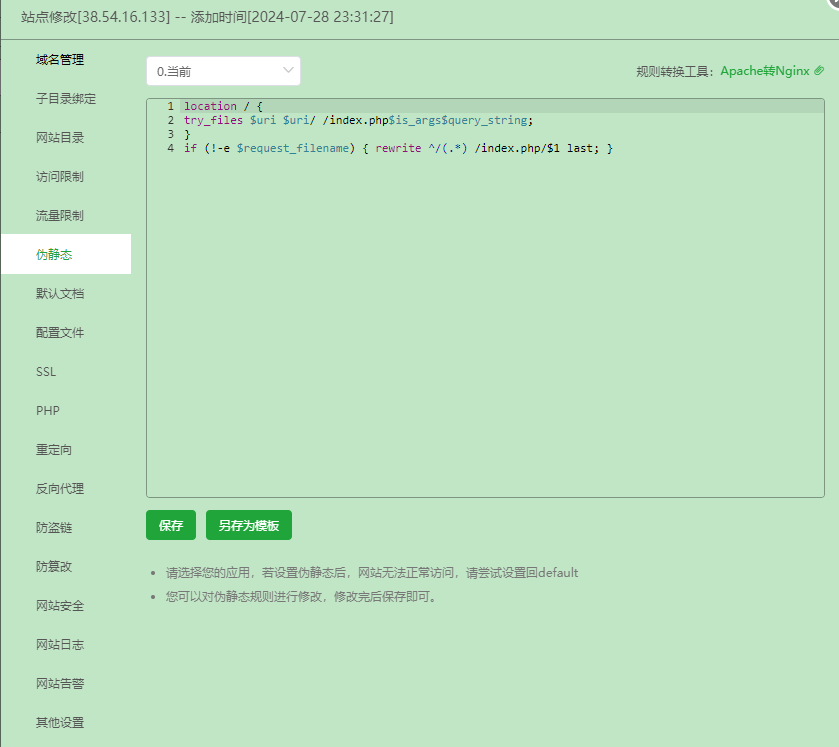 站点修改[38.54.16.133] -- 添加时间[2024-07-28 23:31:27]
域名管理
子目录绑定
网站目录
访问限制
流量限制
伪静态
默认文档
配置文件
SSL
PHP
重定向
反向代理
防盗链
防篡改
网站安全
网站日志
网站告警
其他设置
0.当前
规则转换工具： Apache转Nginx
1 location / {
2 try_files $uri $uri/ /index.php$is_args$query_string;
3 }
4 if (!-e $request_filename) { rewrite ^/(.*) /index.php/$1 last; }
保存 另存为模板
请选择您的应用，若设置伪静态后，网站无法正常访问，请尝试设置回default
您可以对伪静态规则进行修改，修改完后保存即可。